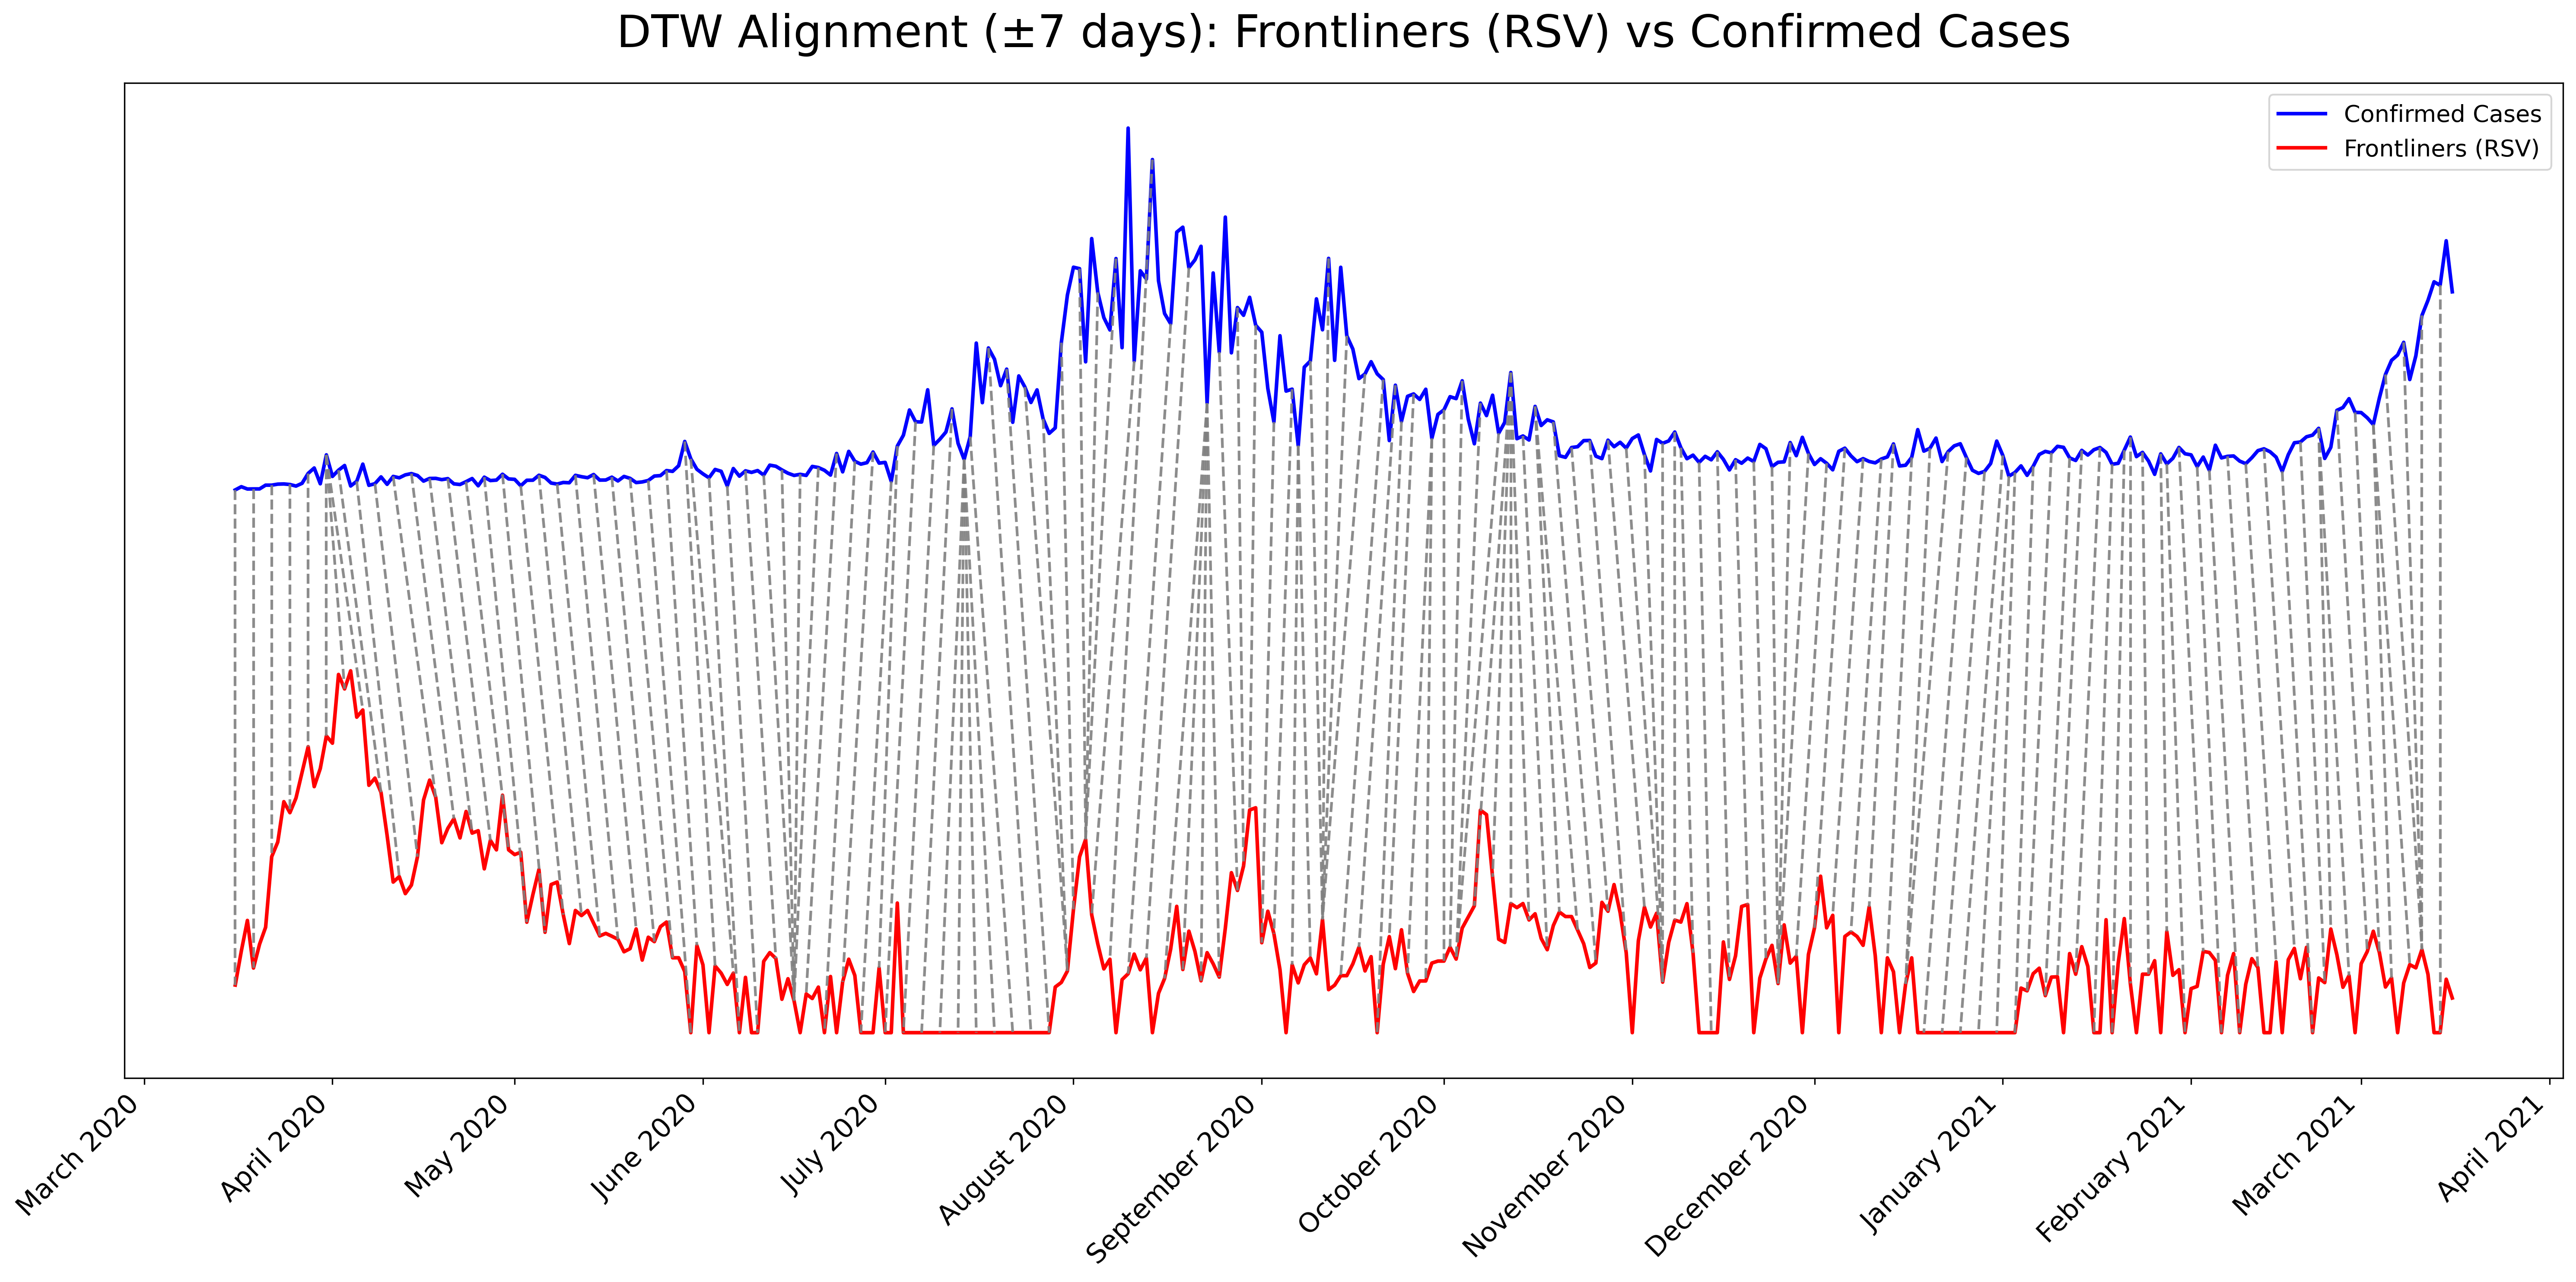 DTW Alignment (±7 days): Frontliners (RSV) vs Confirmed Cases
Confirmed Cases
Frontliners (RSV)
March 2020
April 2020
May 2020
June 2020
July 2020
August 2020
September 2020
October 2020
November 2020
December 2020
January 2021
February 2021
March 2021
April 2021